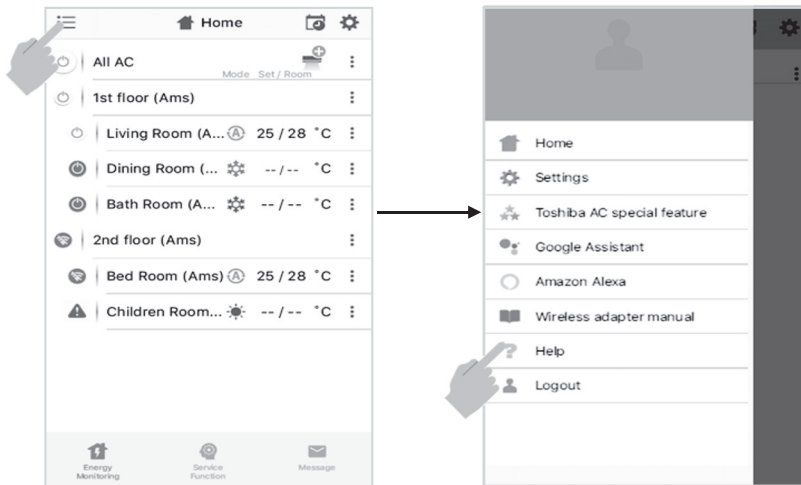 Home
All AC
Mode Set / Room
1st floor (Ams)
Living Room (A... A 25 / 28 °C
Dining Room (... -- / -- °C
Bath Room (A... -- / -- °C
2nd floor (Ams)
Bed Room (Ams) A 25 / 28 °C
Children Room... -- / -- °C
Energy
Monitoring
Service
Function
Message
Home
Settings
Toshiba AC special feature
Google Assistant
Amazon Alexa
Wireless adapter manual
? Help
Logout